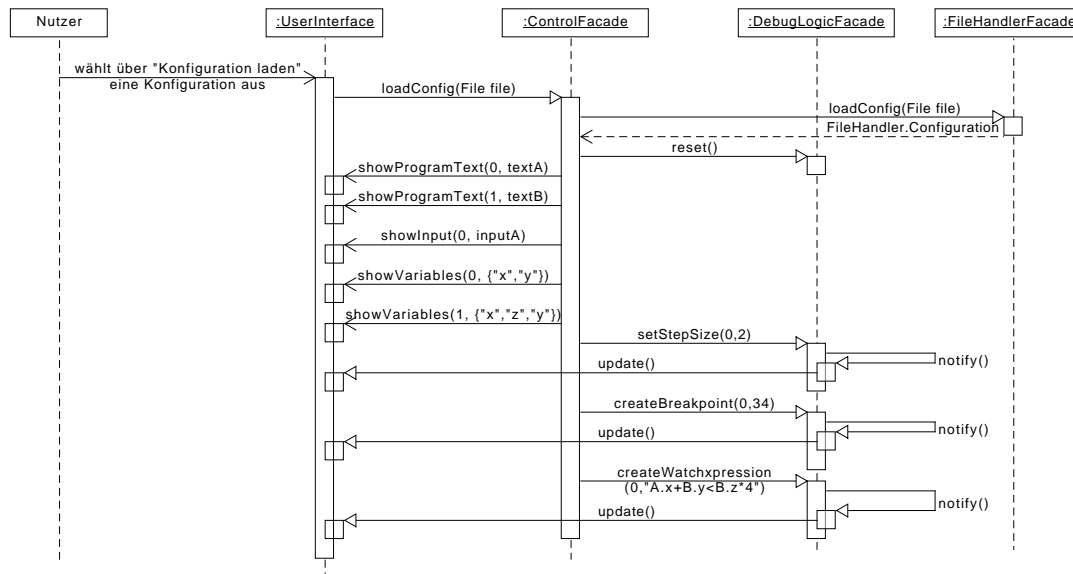 Nutzer
:UserInterface
:ControlFacade
:DebugLogicFacade
:FileHandlerFacade
wählt über "Konfiguration laden"
eine Konfiguration aus
loadConfig(File file)
loadConfig(File file)
FileHandler.Configuration
reset()
showProgramText(0, textA)
showProgramText(1, textB)
showInput(0, inputA)
showVariables(0, {"x","y"})
showVariables(1, {"x","z","y"})
setStepSize(0,2)
notify()
update()
createBreakpoint(0,34)
notify()
update()
createWatchxpression
(0,"A.x+B.y<B.z*4")
notify()
update()